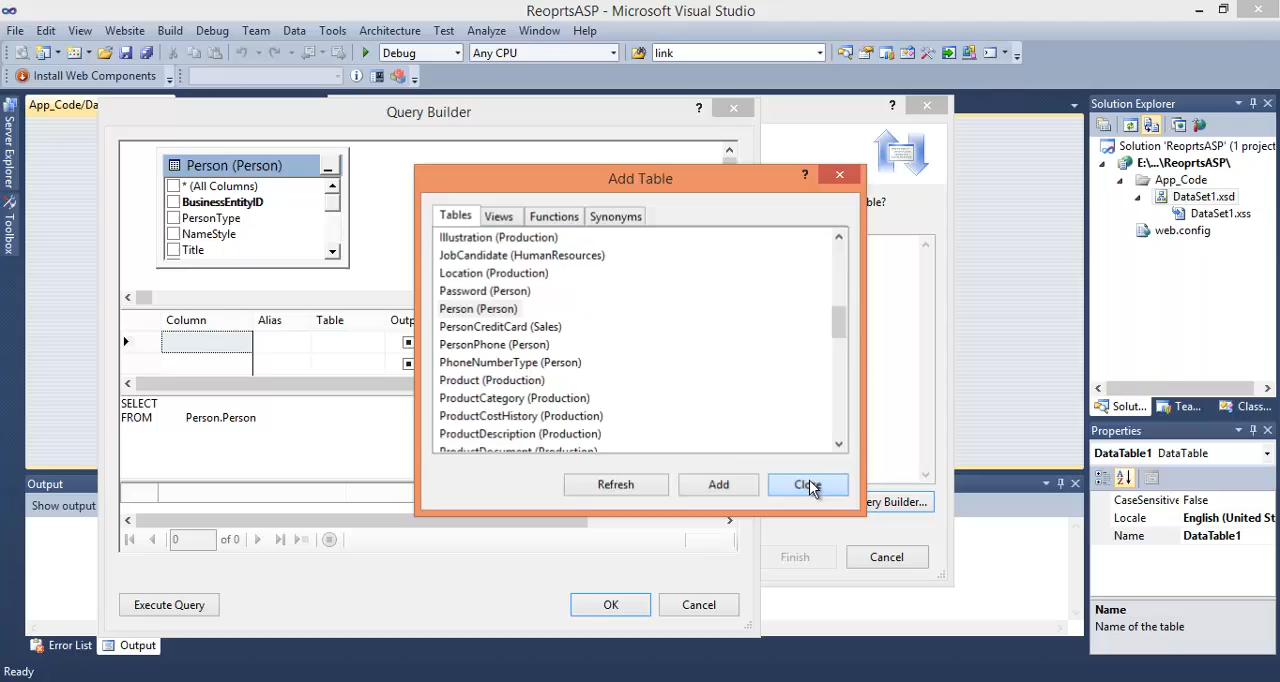 ReoprtsASP - Microsoft Visual Studio
File Edit View Website Build Debug Team Data Tools Architecture Test Analyze Window Help
Debug Any CPU link
Install Web Components
App_Code/Da
Server Explorer
Toolbox
Query Builder
?
Person (Person)
* (All Columns)
BusinessEntityID
PersonType
NameStyle
Title
Column Alias Table Outp
SELECT
FROM Person.Person
0 of 0
Execute Query OK Cancel
Add Table
?
Tables Views Functions Synonyms
Illustration (Production)
JobCandidate (HumanResources)
Location (Production)
Password (Person)
Person (Person)
PersonCreditCard (Sales)
PersonPhone (Person)
PhoneNumberType (Person)
Product (Production)
ProductCategory (Production)
ProductCostHistory (Production)
ProductDescription (Production)
ProductDocument (Production)
Refresh Add
?
ble?
ery Builder...
Finish Cancel
Output
Show output
Error List Output
Ready
Solution Explorer
Solution 'ReoprtsASP' (1 project
E:\...\ReoprtsASP\
App_Code
DataSet1.xsd
DataSet1.xss
web.config
Solut... Tea... Class...
Properties
DataTable1 DataTable
CaseSensitive False
Locale English (United St
Name DataTable1
Name
Name of the table